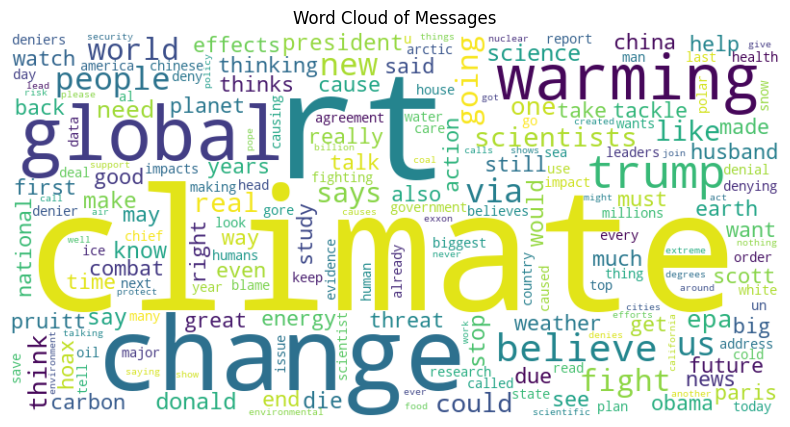 Word Cloud of Messages
deniers security america chinese world effects president u arctic things nuclear report give
watch day deny thinking new said going science china help man last health
people thinks cause house warming
lead risk policy please al planet causing rt got polar snow
back need global agreement water care one take tackle
data pope billion coal action scientists like made
deal support impacts really talk fighting go created wants husband
first good years says also still calls shows sea leaders join denial
make making head via use trump denying
denier air real gore study causes government exxon believes would impact millions might must act earth
national may look evidence human already biggest never country caused every nothing want
well chief way climate much extreme order
know ice humans right thing degrees scott
combat even keep top around white
time next protect year blame un
pruitt say many great energy threat stop weather efforts cities epa big
talking change work get address
think hoax oil major issue scientist believe denies california us cold
tell saying environment show research due read future
save carbon donald end die ever called state fight news
environmental food could scientific see plan obama another paris today